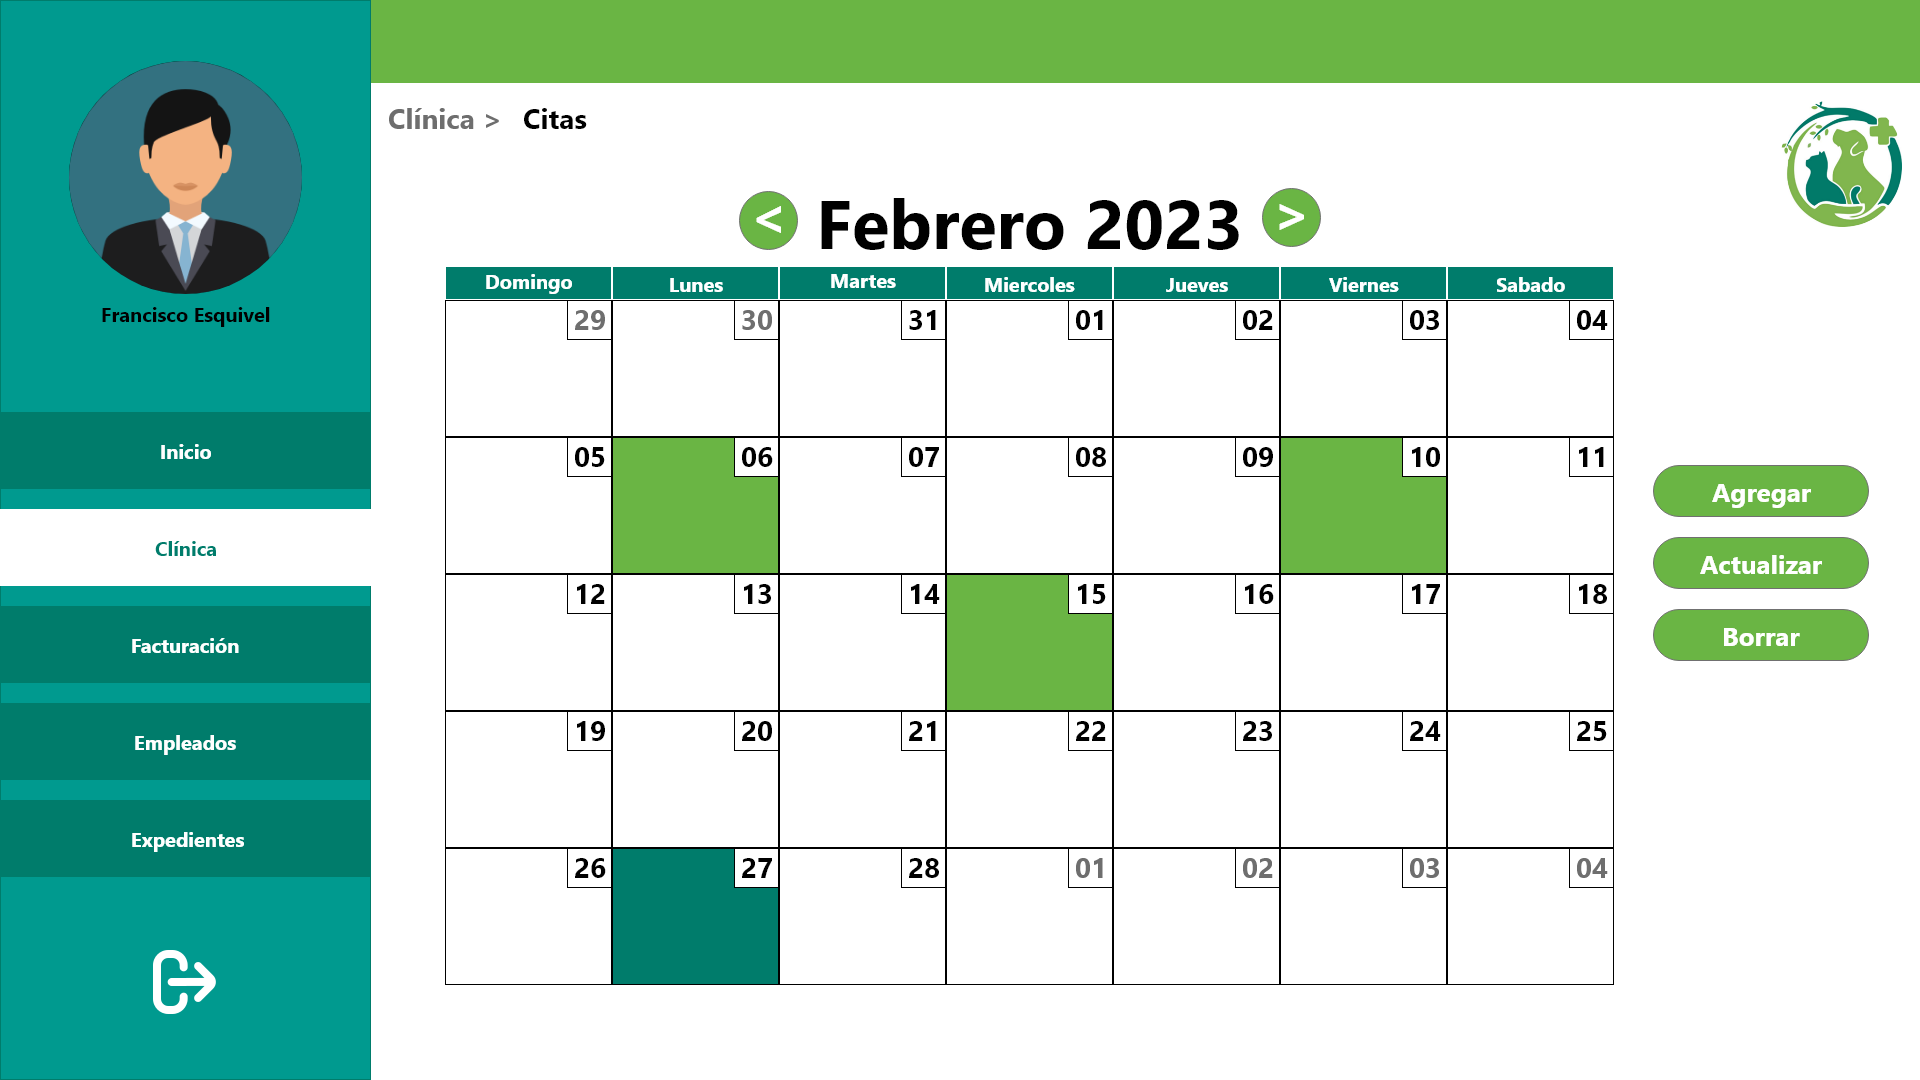 Francisco Esquivel
Inicio
Clínica
Facturación
Empleados
Expedientes
Clínica > Citas
< Febrero 2023 >
Domingo Lunes Martes Miercoles Jueves Viernes Sabado
29 30 31 01 02 03 04
05 06 07 08 09 10 11
12 13 14 15 16 17 18
19 20 21 22 23 24 25
26 27 28 01 02 03 04
Agregar
Actualizar
Borrar